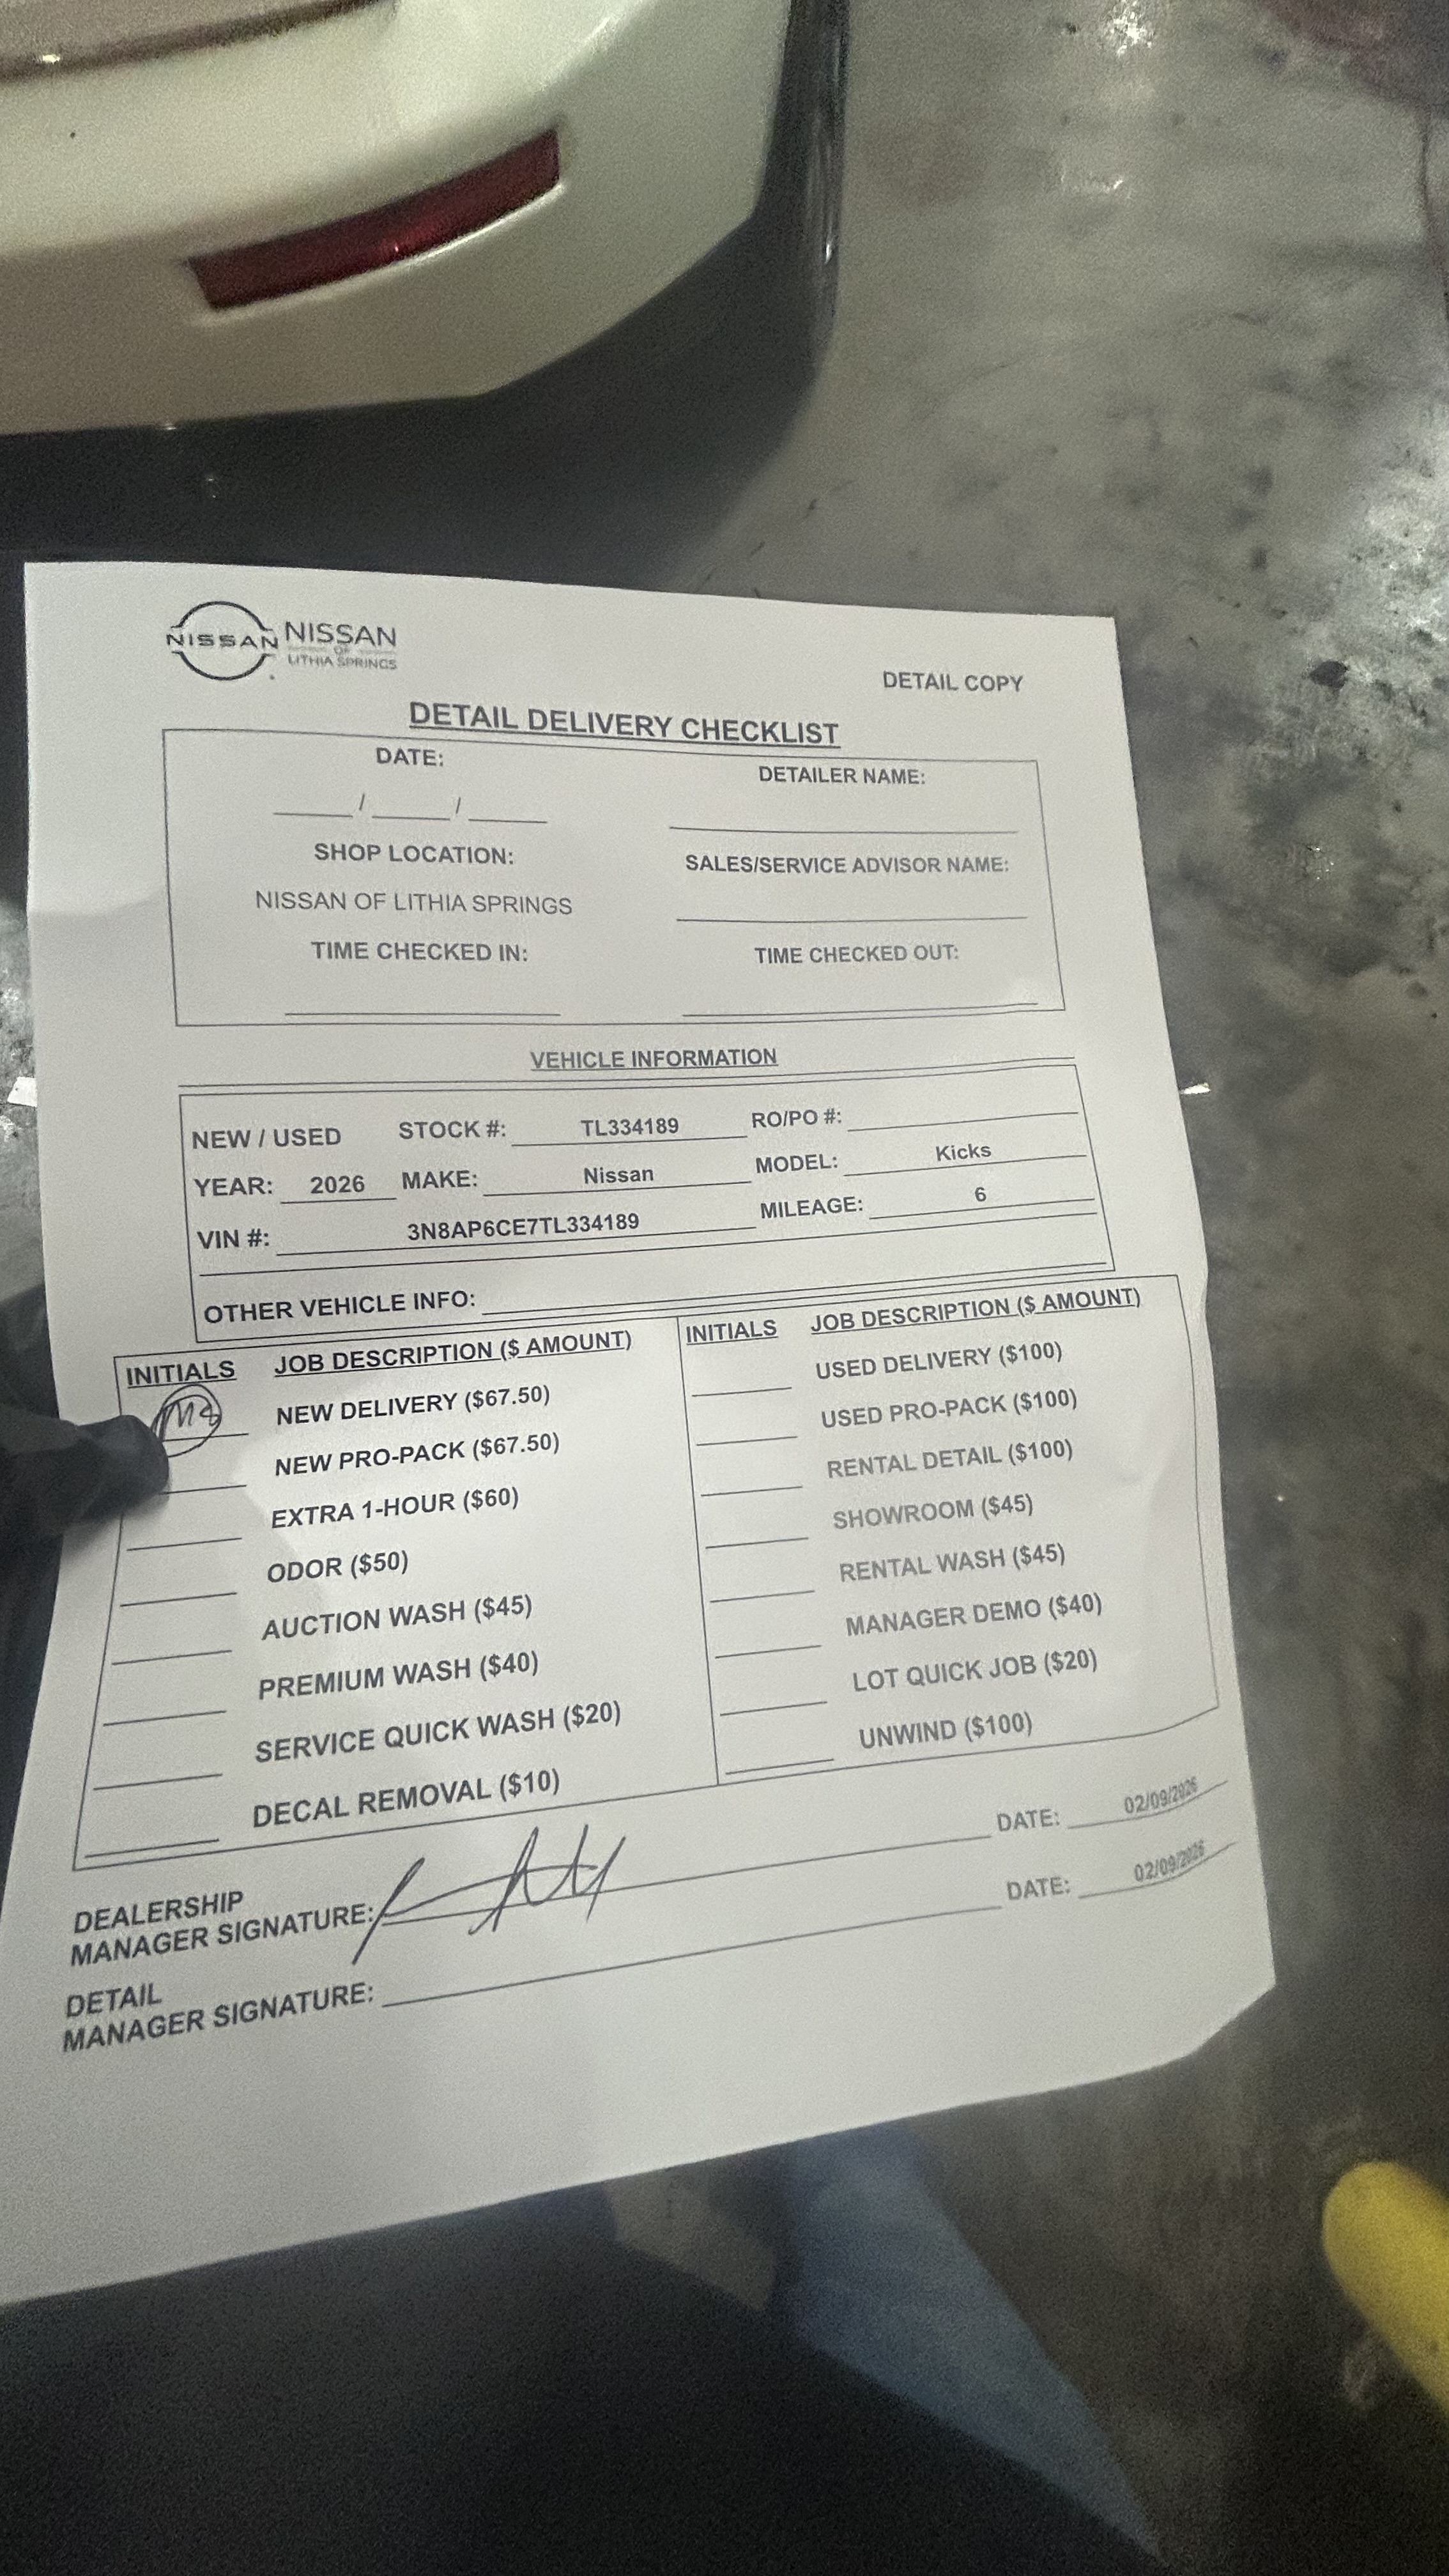 NISSAN NISSAN
OF
LITHIA SPRINGS
DETAIL COPY
DETAIL DELIVERY CHECKLIST
DATE:
DETAILER NAME:
/ /
SHOP LOCATION:
SALES/SERVICE ADVISOR NAME:
NISSAN OF LITHIA SPRINGS
TIME CHECKED IN:
TIME CHECKED OUT:
VEHICLE INFORMATION
NEW / USED STOCK #: TL334189 RO/PO #:
YEAR: 2026 MAKE: Nissan MODEL: Kicks
VIN #: 3N8AP6CE7TL334189 MILEAGE: 6
OTHER VEHICLE INFO:
INITIALS JOB DESCRIPTION ($ AMOUNT)
NEW DELIVERY ($67.50)
NEW PRO-PACK ($67.50)
EXTRA 1-HOUR ($60)
ODOR ($50)
AUCTION WASH ($45)
PREMIUM WASH ($40)
SERVICE QUICK WASH ($20)
DECAL REMOVAL ($10)
INITIALS JOB DESCRIPTION ($ AMOUNT)
USED DELIVERY ($100)
USED PRO-PACK ($100)
RENTAL DETAIL ($100)
SHOWROOM ($45)
RENTAL WASH ($45)
MANAGER DEMO ($40)
LOT QUICK JOB ($20)
UNWIND ($100)
DEALERSHIP
MANAGER SIGNATURE: DATE: 02/09/2026
DETAIL
MANAGER SIGNATURE: DATE: 02/09/2026